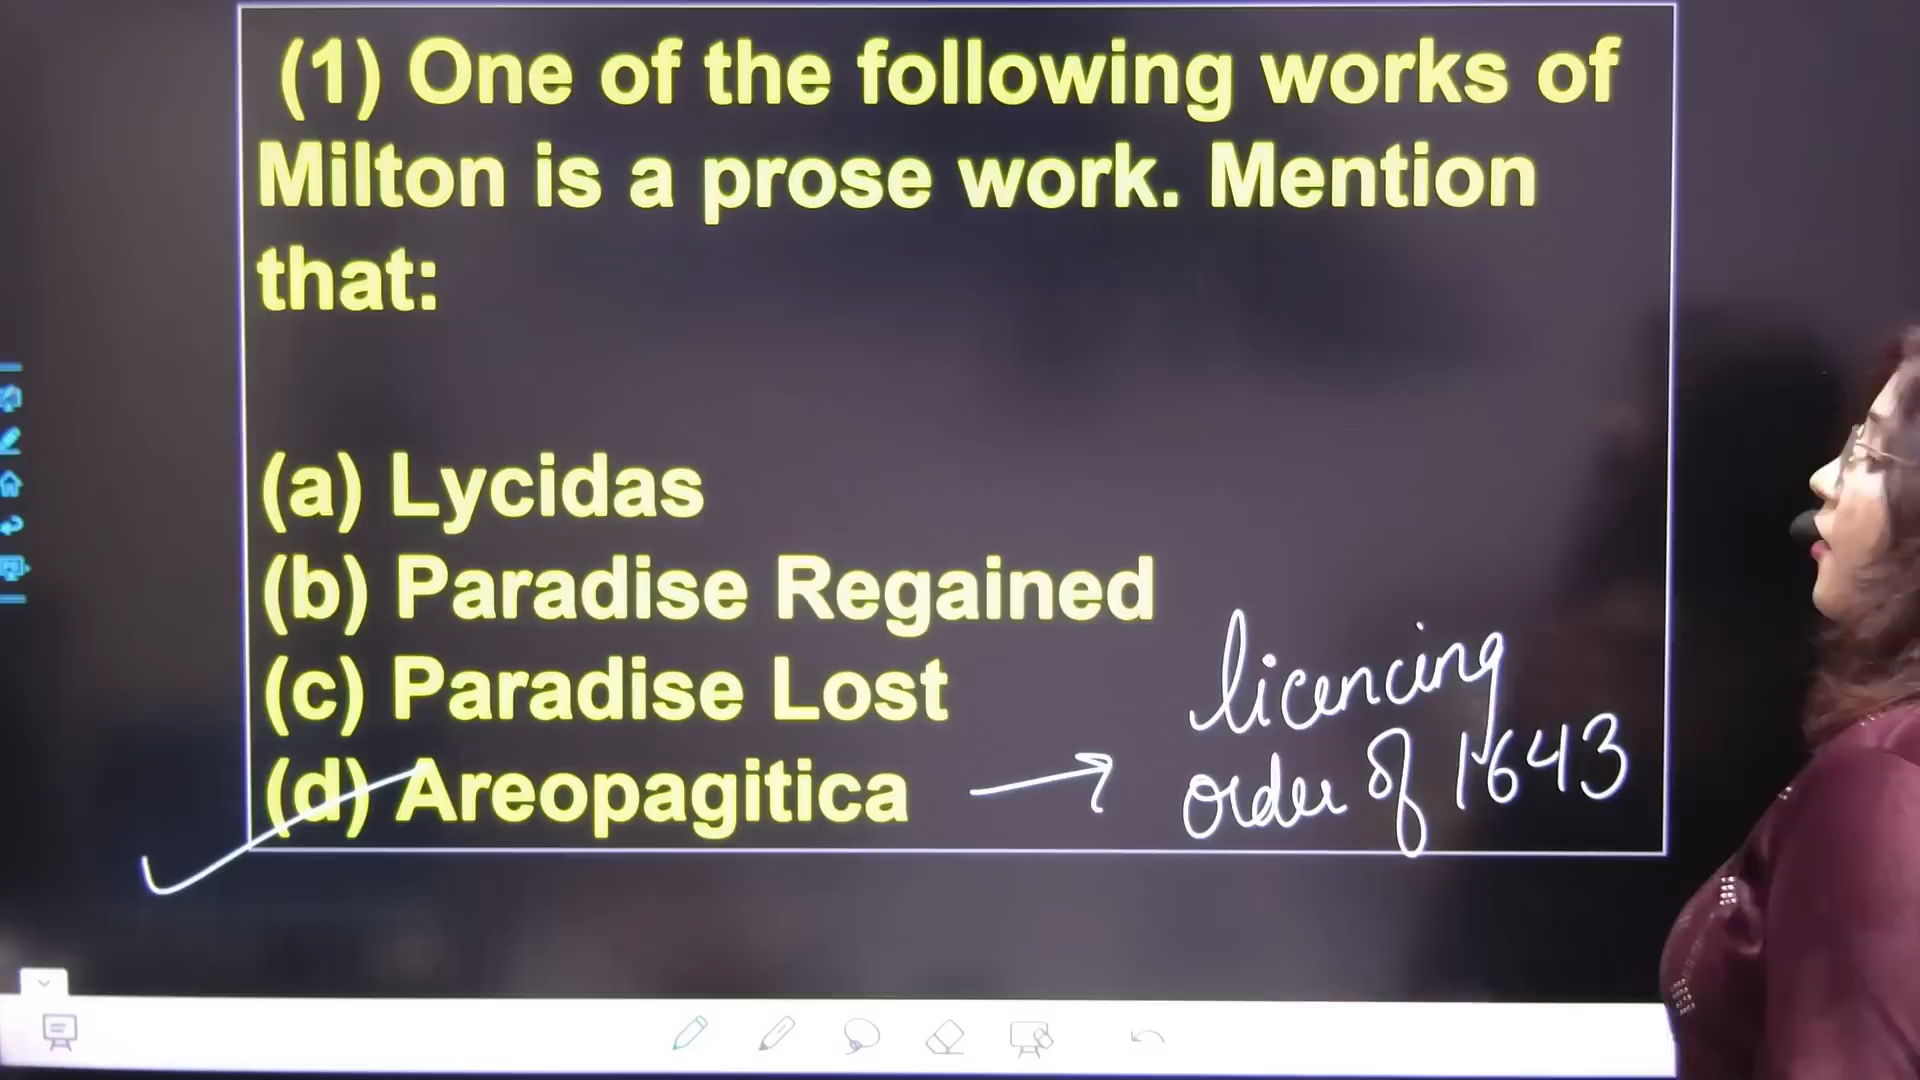 (1) One of the following works of
Milton is a prose work. Mention
that:
(a) Lycidas
(b) Paradise Regained
(c) Paradise Lost
(d) Areopagitica
licencing
order of 1643